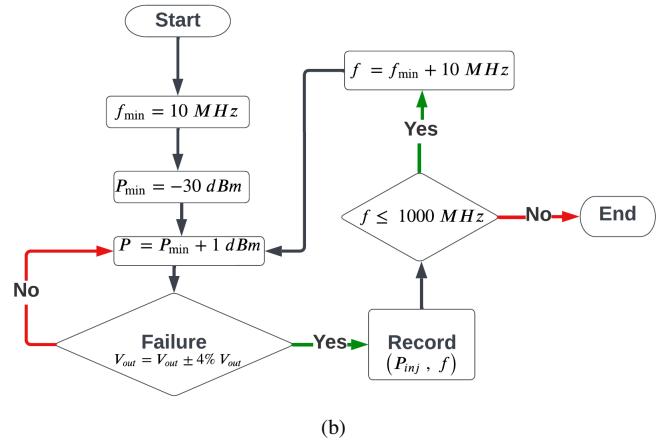 Start
f_min = 10 MHz
P_min = −30 dBm
P = P_min + 1 dBm
No
Failure
V_out = V_out ± 4% V_out
Yes
Record
(P_inj , f)
f ≤ 1000 MHz
Yes
f = f_min + 10 MHz
No
End
(b)